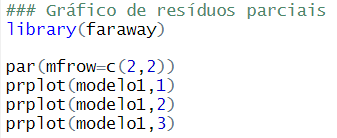 ### Gráfico de resíduos parciais
library(faraway)
par(mfrow=c(2,2))
prplot(modelo1,1)
prplot(modelo1,2)
prplot(modelo1,3)